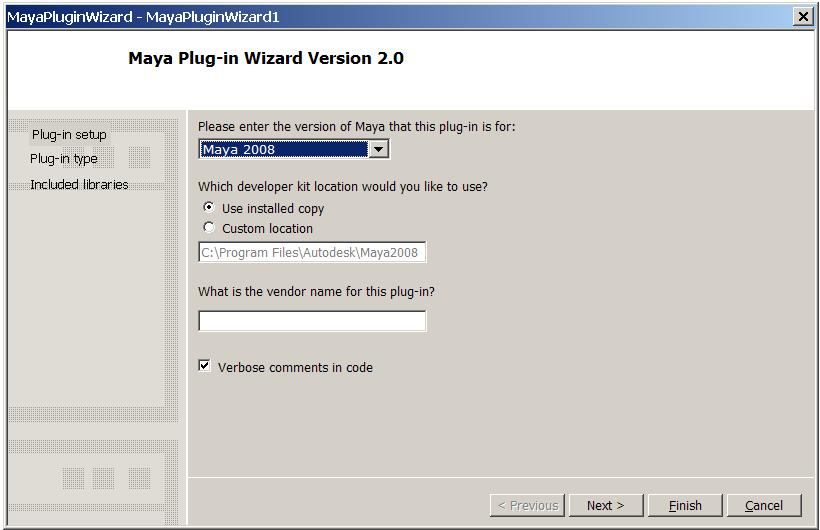 MayaPluginWizard - MayaPluginWizard1
Maya Plug-in Wizard Version 2.0
Plug-in setup
Plug-in type
Included libraries
Please enter the version of Maya that this plug-in is for:
Maya 2008
Which developer kit location would you like to use?
Use installed copy
Custom location
C:\Program Files\Autodesk\Maya2008
What is the vendor name for this plug-in?
Verbose comments in code
< Previous
Next >
Finish
Cancel